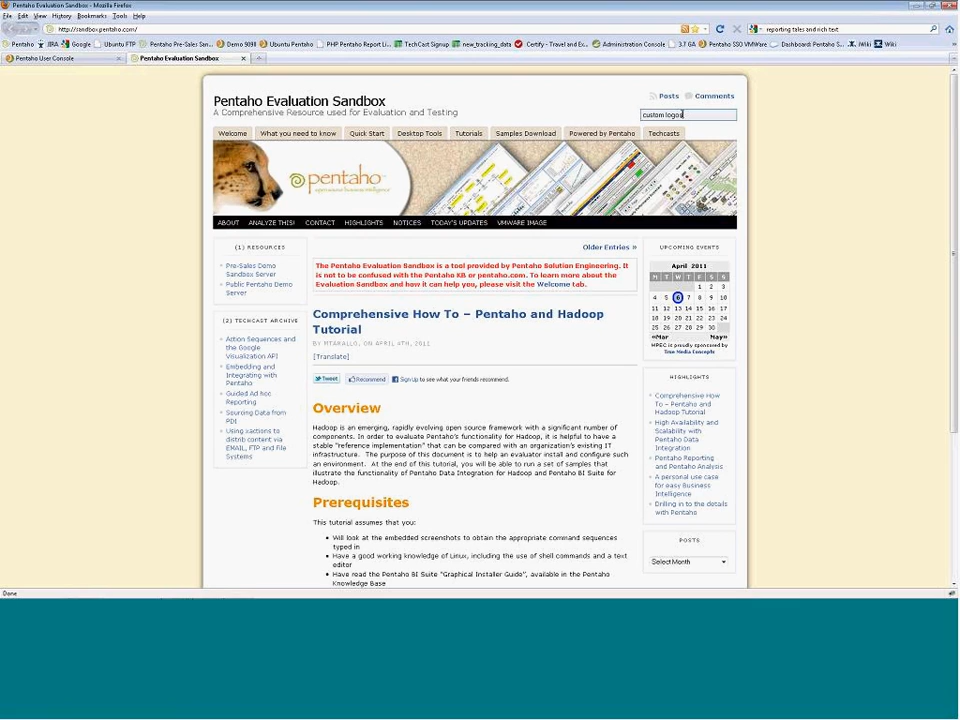 Pentaho Evaluation Sandbox - Mozilla Firefox
File Edit View History Bookmarks Tools Help
http://sandbox.pentaho.com/
reporting tales and rich text
Pentaho JIRA Google Ubuntu FTP Pentaho Pre-Sales San... Demo 9090 Ubuntu Pentaho PHP Pentaho Report Li... TechCast Signup new_tracking_data Certify - Travel and Ex... Administration Console 3.7 GA Pentaho SSO VMWare Dashboard: Pentaho S... iWiki Wiki
Pentaho User Console Pentaho Evaluation Sandbox
Pentaho Evaluation Sandbox
A Comprehensive Resource used for Evaluation and Testing
Posts Comments
custom logos
Welcome What you need to know Quick Start Desktop Tools Tutorials Samples Download Powered by Pentaho Techcasts
pentaho
open source business intelligence
ABOUT ANALYZE THIS! CONTACT HIGHLIGHTS NOTICES TODAY'S UPDATES VMWARE IMAGE
(1) RESOURCES
Pre-Sales Demo
Sandbox Server
Public Pentaho Demo
Server
(2) TECHCAST ARCHIVE
Action Sequences and
the Google
Visualization API
Embedding and
Integrating with
Pentaho
Guided Ad hoc
Reporting
Sourcing Data from
PDI
Using xactions to
distrib content via
EMAIL, FTP and File
Systems
Older Entries »
The Pentaho Evaluation Sandbox is a tool provided by Pentaho Solution Engineering. It
is not to be confused with the Pentaho KB or pentaho.com. To learn more about the
Evaluation Sandbox and how it can help you, please visit the Welcome tab.
Comprehensive How To – Pentaho and Hadoop
Tutorial
BY MTARALLO, ON APRIL 4TH, 2011
[Translate]
Tweet Recommend Sign Up to see what your friends recommend.
Overview
Hadoop is an emerging, rapidly evolving open source framework with a significant number of
components. In order to evaluate Pentaho's functionality for Hadoop, it is helpful to have a
stable "reference implementation" that can be compared with an organization's existing IT
infrastructure. The purpose of this document is to help an evaluator install and configure such
an environment. At the end of this tutorial, you will be able to run a set of samples that
illustrate the functionality of Pentaho Data Integration for Hadoop and Pentaho BI Suite for
Hadoop.
Prerequisites
This tutorial assumes that you:
Will look at the embedded screenshots to obtain the appropriate command sequences
typed in
Have a good working knowledge of Linux, including the use of shell commands and a text
editor
Have read the Pentaho BI Suite "Graphical Installer Guide", available in the Pentaho
Knowledge Base
UPCOMING EVENTS
April 2011
M T W T F S S
1 2 3
4 5 6 7 8 9 10
11 12 13 14 15 16 17
18 19 20 21 22 23 24
25 26 27 28 29 30
«Mar May»
HPEC is proudly sponsored by
True Media Concepts
HIGHLIGHTS
Comprehensive How
To – Pentaho and
Hadoop Tutorial
High Availability and
Scalability with
Pentaho Data
Integration
Pentaho Reporting
and Pentaho Analysis
A personal use case
for easy Business
Intelligence
Drilling in to the details
with Pentaho
POSTS
Select Month
Done